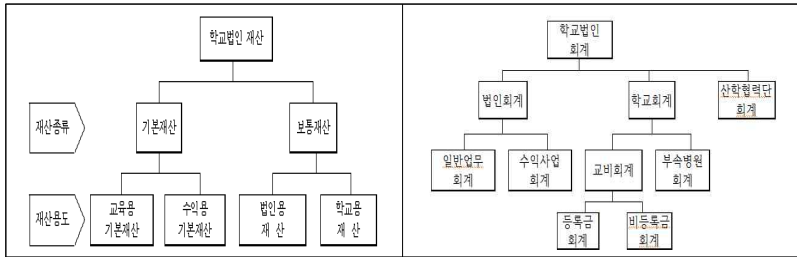 학교법인 재산
재산종류
기본재산
보통재산
재산용도
교육용
기본재산
수익용
기본재산
법인용
재 산
학교용
재 산
학교법인
회계
법인회계
학교회계
산학협력단
회계
일반업무
회계
수익사업
회계
교비회계
부속병원
회계
등록금
회계
비등록금
회계